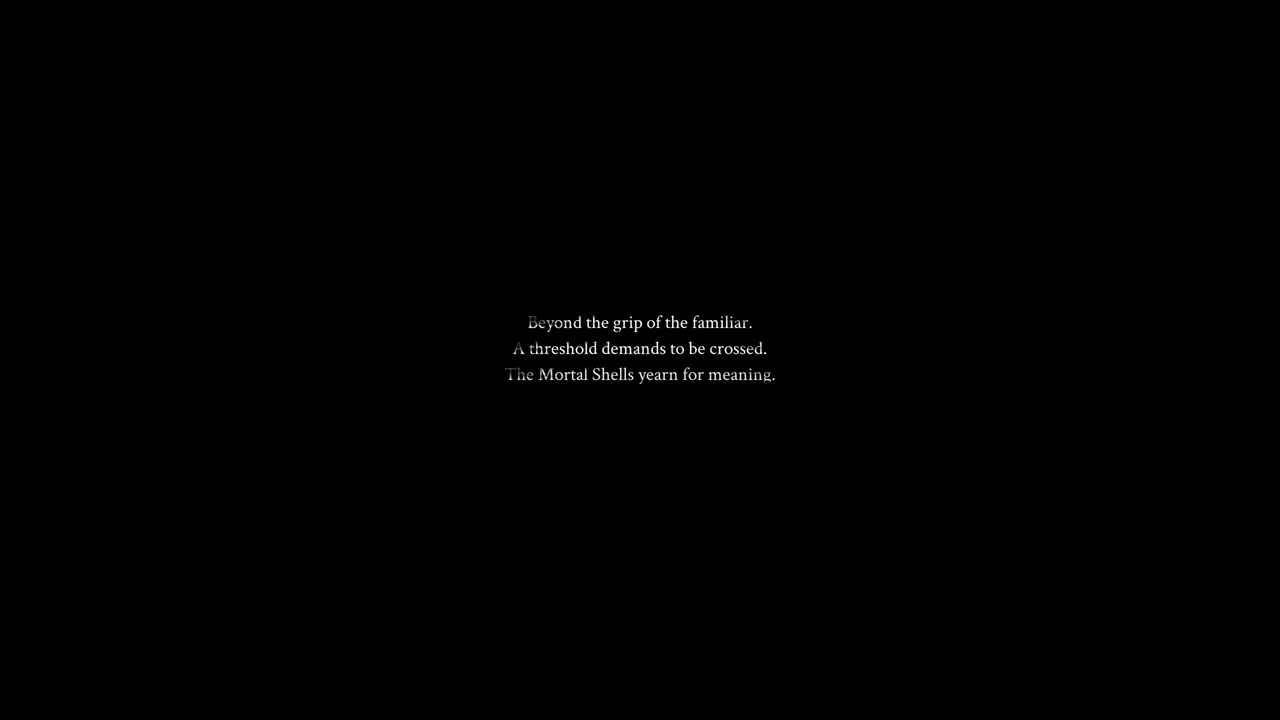 Beyond the grip of the familiar.
A threshold demands to be crossed.
The Mortal Shells yearn for meaning.